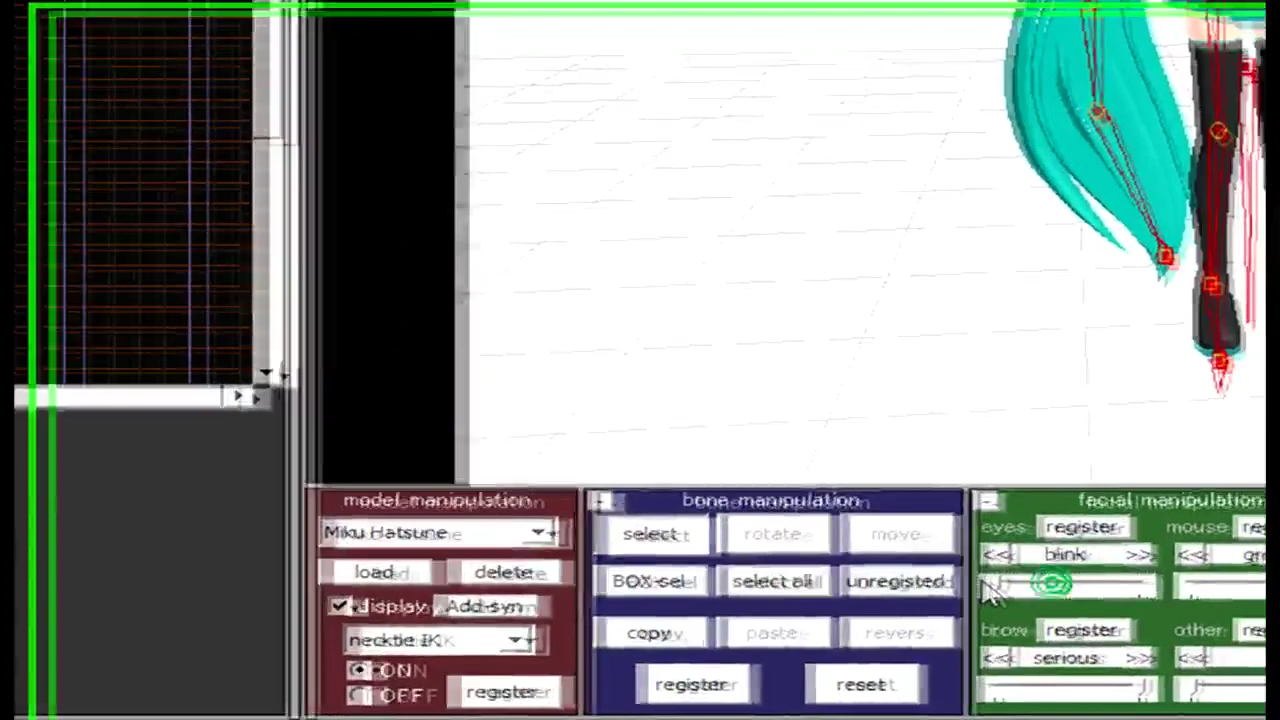 model manipulation
bone manipulation
facial manipulation
Miku Hatsune
load
delete
display
Add-syn
necktie IK
ON
OFF
register
select
rotate
move
BOX-sel
select all
unregisted
copy
paste
revers
register
reset
eyes
register
mouse
<<
blink
>>
<<
brow
register
other
<<
serious
>>
<<